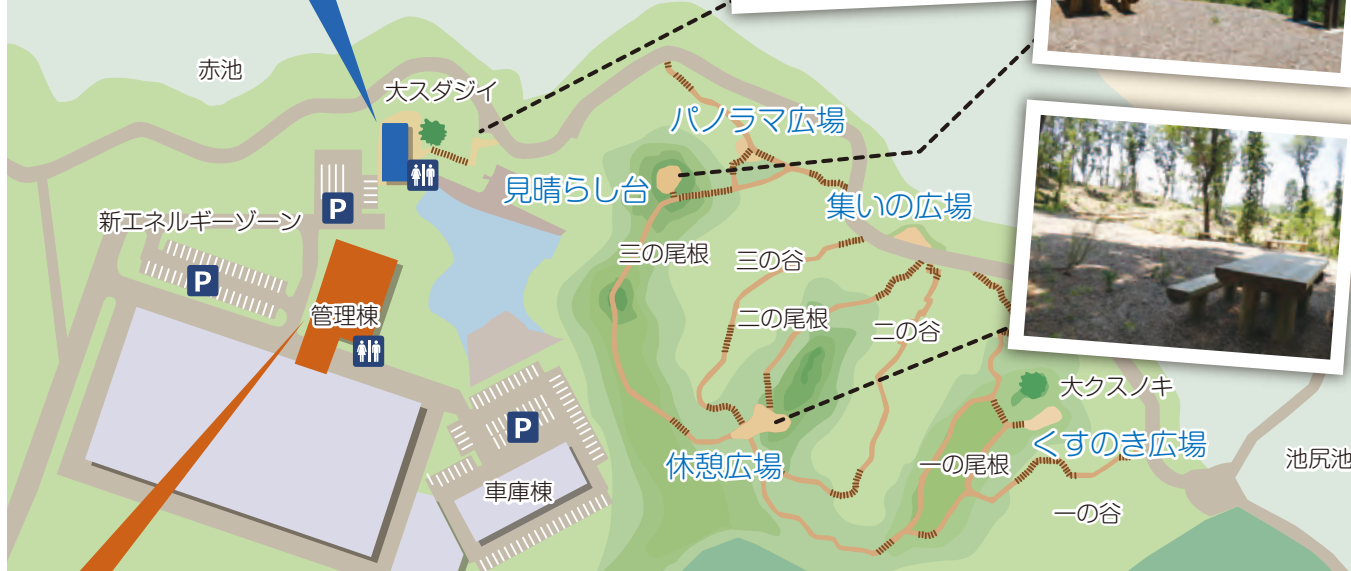 赤池
大スダジイ
パノラマ広場
見晴らし台
集いの広場
P
新エネルギーゾーン
三の尾根
三の谷
P
管理棟
二の尾根
二の谷
大クスノキ
P
くすのき広場
休憩広場
一の尾根
池尻池
車庫棟
一の谷